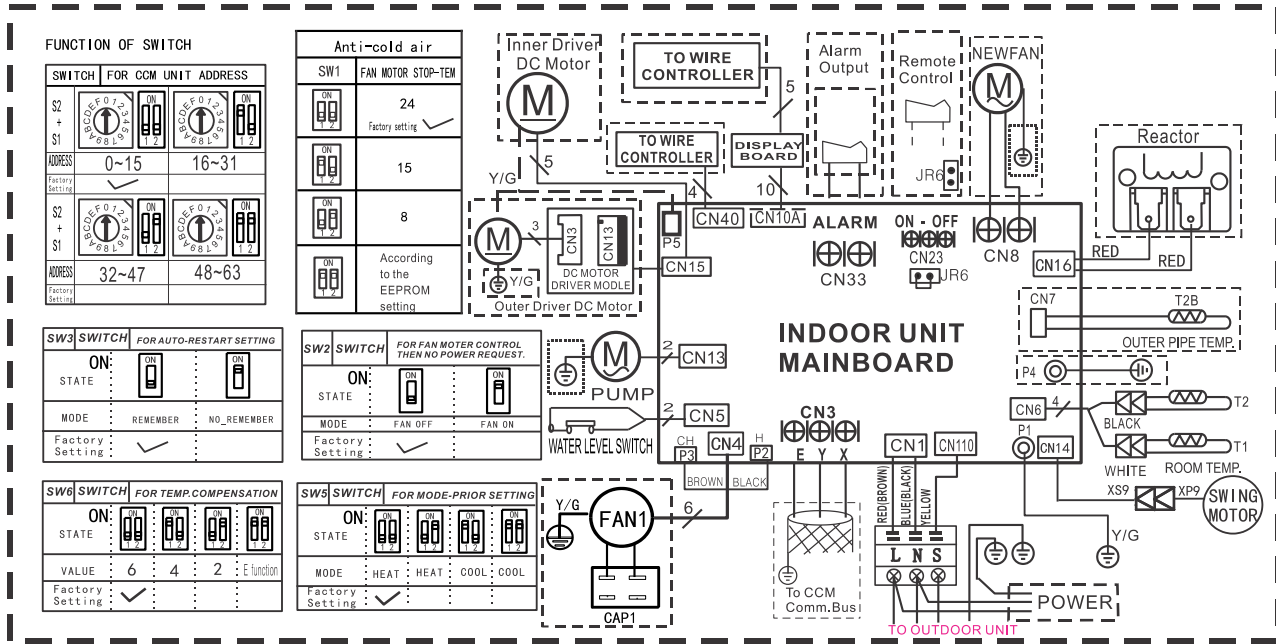 FUNCTION OF SWITCH
SWITCH FOR CCM UNIT ADDRESS
S2
+
S1
ADDRESS 0~15 16~31
Factory
Setting
S2
+
S1
ADDRESS 32~47 48~63
Factory
Setting
Anti-cold air
SW1 FAN MOTOR STOP-TEM
ON
1 2
24
Factory setting
15
8
According
to the
EEPROM
setting
SW3 SWITCH FOR AUTO-RESTART SETTING
ON
STATE
ON ON
MODE REMEMBER NO_REMEMBER
Factory
Setting
SW2 SWITCH FOR FAN MOTER CONTROL
THEN NO POWER REQUEST.
ON
STATE
ON ON
MODE FAN OFF FAN ON
Factory
Setting
SW6 SWITCH FOR TEMP.COMPENSATION
ON
STATE
VALUE 6 4 2 E function
Factory
Setting
SW5 SWITCH FOR MODE-PRIOR SETTING
ON
STATE
MODE HEAT HEAT COOL COOL
Factory
Setting
Inner Driver
DC Motor
M
5
Y/G
TO WIRE
CONTROLLER
5
TO WIRE
CONTROLLER
4
DISPLAY
BOARD
10
Alarm
Output
Remote
Control
JR6
NEWFAN
M
Reactor
RED
RED
M
3
CN3
CN13
DC MOTOR
DRIVER MODLE
Y/G
Outer Driver DC Motor
P5
CN40
CN10A
CN15
ALARM
CN33
ON - OFF
CN23
JR6
CN8
CN16
INDOOR UNIT
MAINBOARD
CN7
T2B
OUTER PIPE TEMP.
P4
M
PUMP
2
CN13
2
CN5
WATER LEVEL SWITCH
CH
P3
CN4
H
P2
BROWN BLACK
CN3
E Y X
CN1
CN110
CN6
4
P1
CN14
BLACK
T2
T1
WHITE
ROOM TEMP.
XS9
XP9
SWING
MOTOR
Y/G
Y/G
FAN1
6
CAP1
To CCM
Comm.Bus
RED(BROWN)
BLUE(BLACK)
YELLOW
L N S
POWER
TO OUTDOOR UNIT